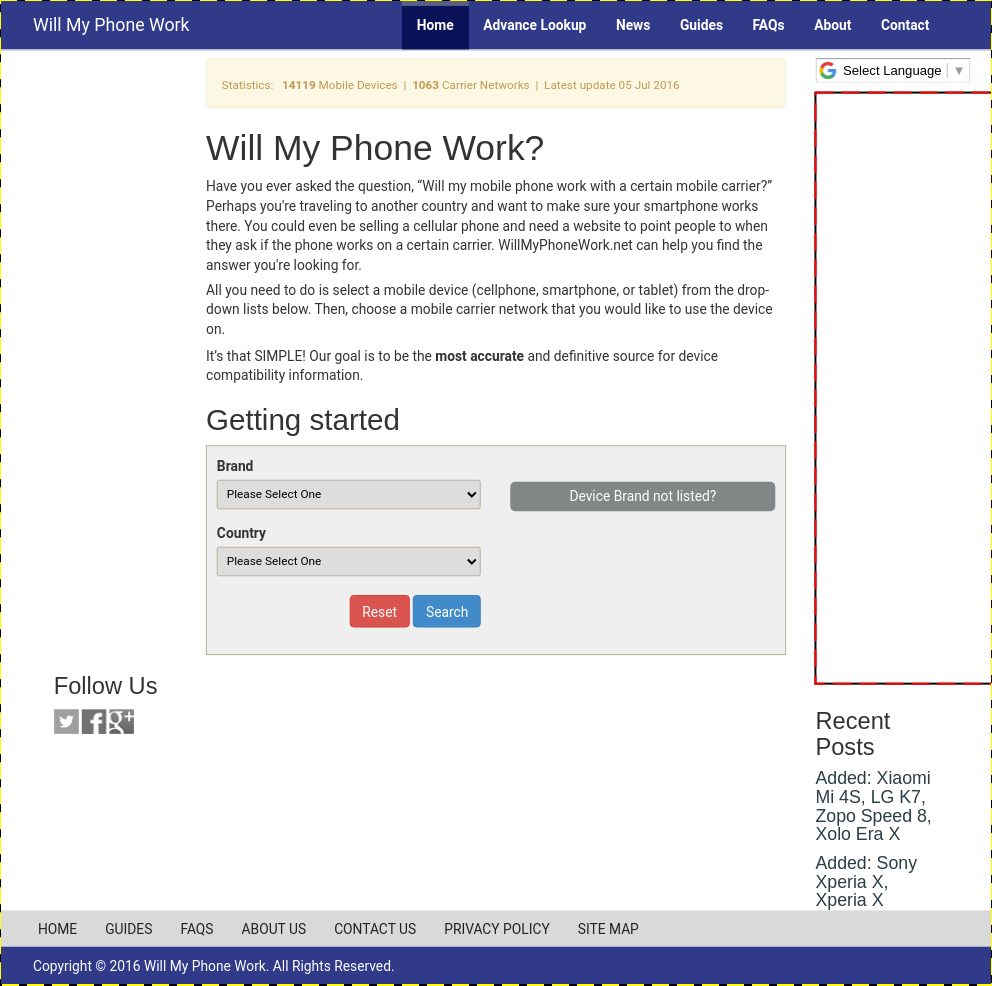 Will My Phone Work
Home Advance Lookup News Guides FAQs About Contact
Statistics: 14119 Mobile Devices | 1063 Carrier Networks | Latest update 05 Jul 2016
Select Language ▼
Will My Phone Work?
Have you ever asked the question, “Will my mobile phone work with a certain mobile carrier?”
Perhaps you're traveling to another country and want to make sure your smartphone works
there. You could even be selling a cellular phone and need a website to point people to when
they ask if the phone works on a certain carrier. WillMyPhoneWork.net can help you find the
answer you're looking for.
All you need to do is select a mobile device (cellphone, smartphone, or tablet) from the drop-
down lists below. Then, choose a mobile carrier network that you would like to use the device
on.
It’s that SIMPLE! Our goal is to be the most accurate and definitive source for device
compatibility information.
Getting started
Brand
Please Select One
Device Brand not listed?
Country
Please Select One
Reset Search
Follow Us
Recent
Posts
Added: Xiaomi
Mi 4S, LG K7,
Zopo Speed 8,
Xolo Era X
Added: Sony
Xperia X,
Xperia X
HOME GUIDES FAQS ABOUT US CONTACT US PRIVACY POLICY SITE MAP
Copyright © 2016 Will My Phone Work. All Rights Reserved.